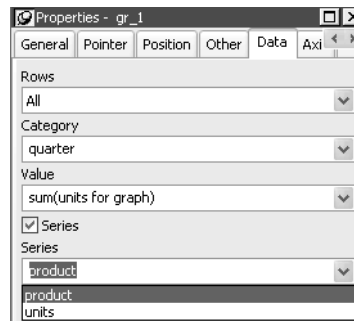 Properties - gr_1
General Pointer Position Other Data Axi
Rows
All
Category
quarter
Value
sum(units for graph)
Series
Series
product
product
units